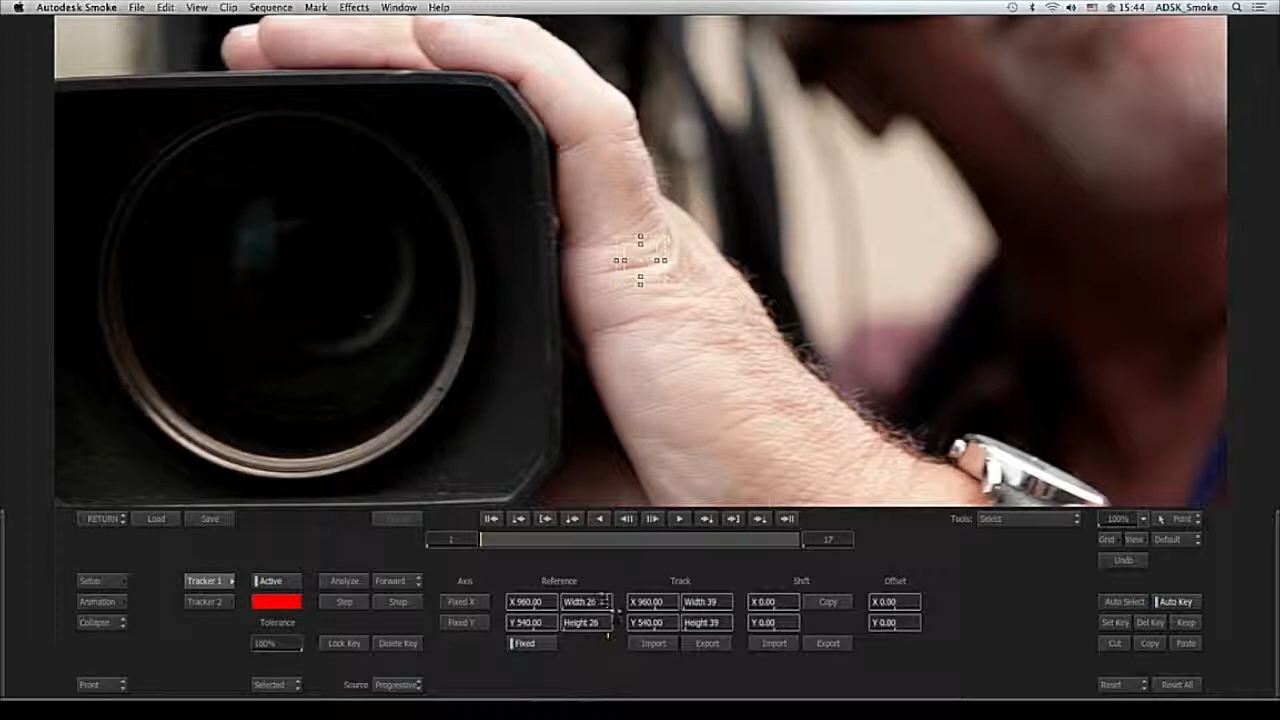 Autodesk Smoke File Edit View Clip Sequence Mark Effects Window Help 15:44 ADSK_Smoke
RETURN Load Save Tools: Select 100% Point
1 17 Grid View Default
Undo
Setup Tracker 1 Active Analyze Forward Axis Reference Track Shift Offset
Animation Tracker 2 Step Snap Fixed X X 960.00 Width 26 X 960.00 Width 39 X 0.00 Copy X 0.00 Auto Select Auto Key
Collapse Tolerance Fixed Y Y 540.00 Height 26 Y 540.00 Height 39 Y 0.00 Y 0.00 Set Key Del Key Keep
100% Lock Key Delete Key Fixed Import Export Import Export Cut Copy Paste
Front Selected Source Progressive Reset Reset All